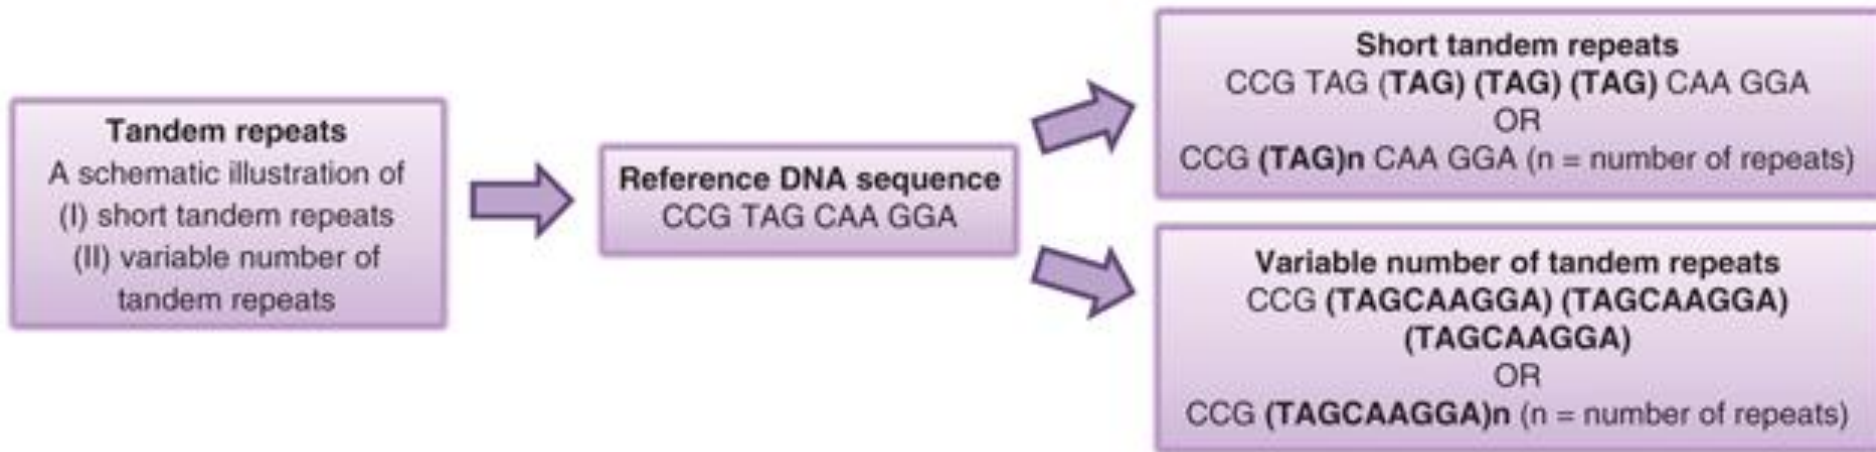 Tandem repeats
A schematic illustration of
(I) short tandem repeats
(II) variable number of
tandem repeats
Reference DNA sequence
CCG TAG CAA GGA
Short tandem repeats
CCG TAG (TAG) (TAG) (TAG) CAA GGA
OR
CCG (TAG)n CAA GGA (n = number of repeats)
Variable number of tandem repeats
CCG (TAGCAAGGA) (TAGCAAGGA)
(TAGCAAGGA)
OR
CCG (TAGCAAGGA)n (n = number of repeats)